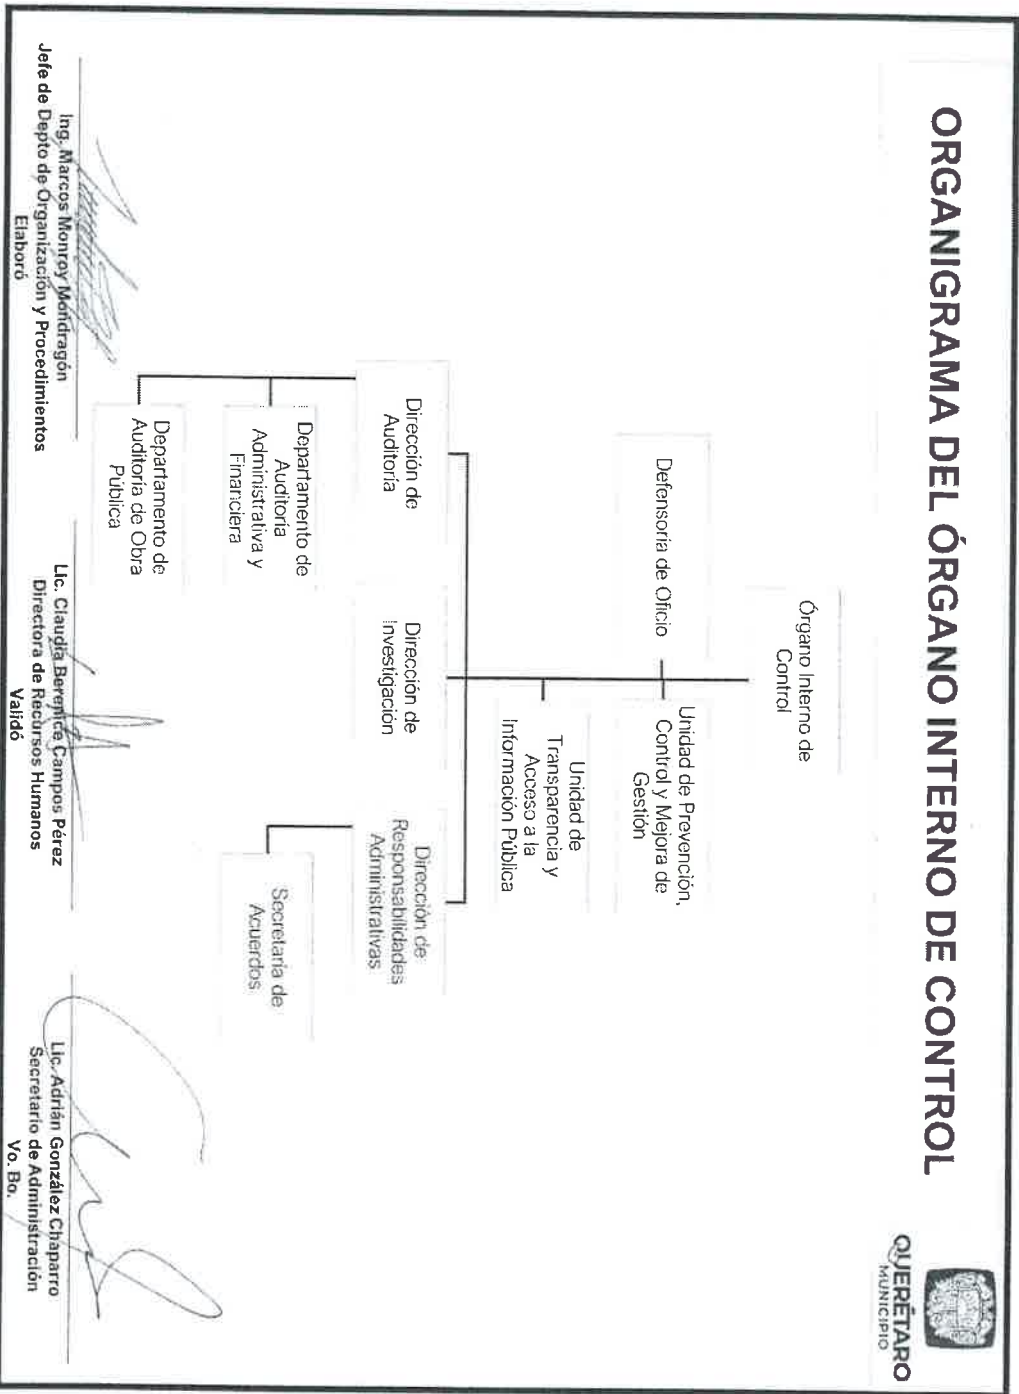 ORGANIGRAMA DEL ÓRGANO INTERNO DE CONTROL
QUERÉTARO
MUNICIPIO
Órgano Interno de
Control
Defensoría de Oficio
Unidad de Prevención,
Control y Mejora de
Gestión
Unidad de
Transparencia y
Acceso a la
Información Pública
Dirección de
Auditoría
Dirección de
Investigación
Dirección de
Responsabilidades
Administrativas
Departamento de
Auditoría
Administrativa y
Financiera
Secretaria de
Acuerdos
Departamento de
Auditoría de Obra
Pública
Ing. Marcos Monroy Mondragón
Jefe de Depto de Organización y Procedimientos
Elaboró
Lic. Claudia Berenice Campos Pérez
Directora de Recursos Humanos
Validó
Lic. Adrián González Chaparro
Secretario de Administración
Vo. Bo.